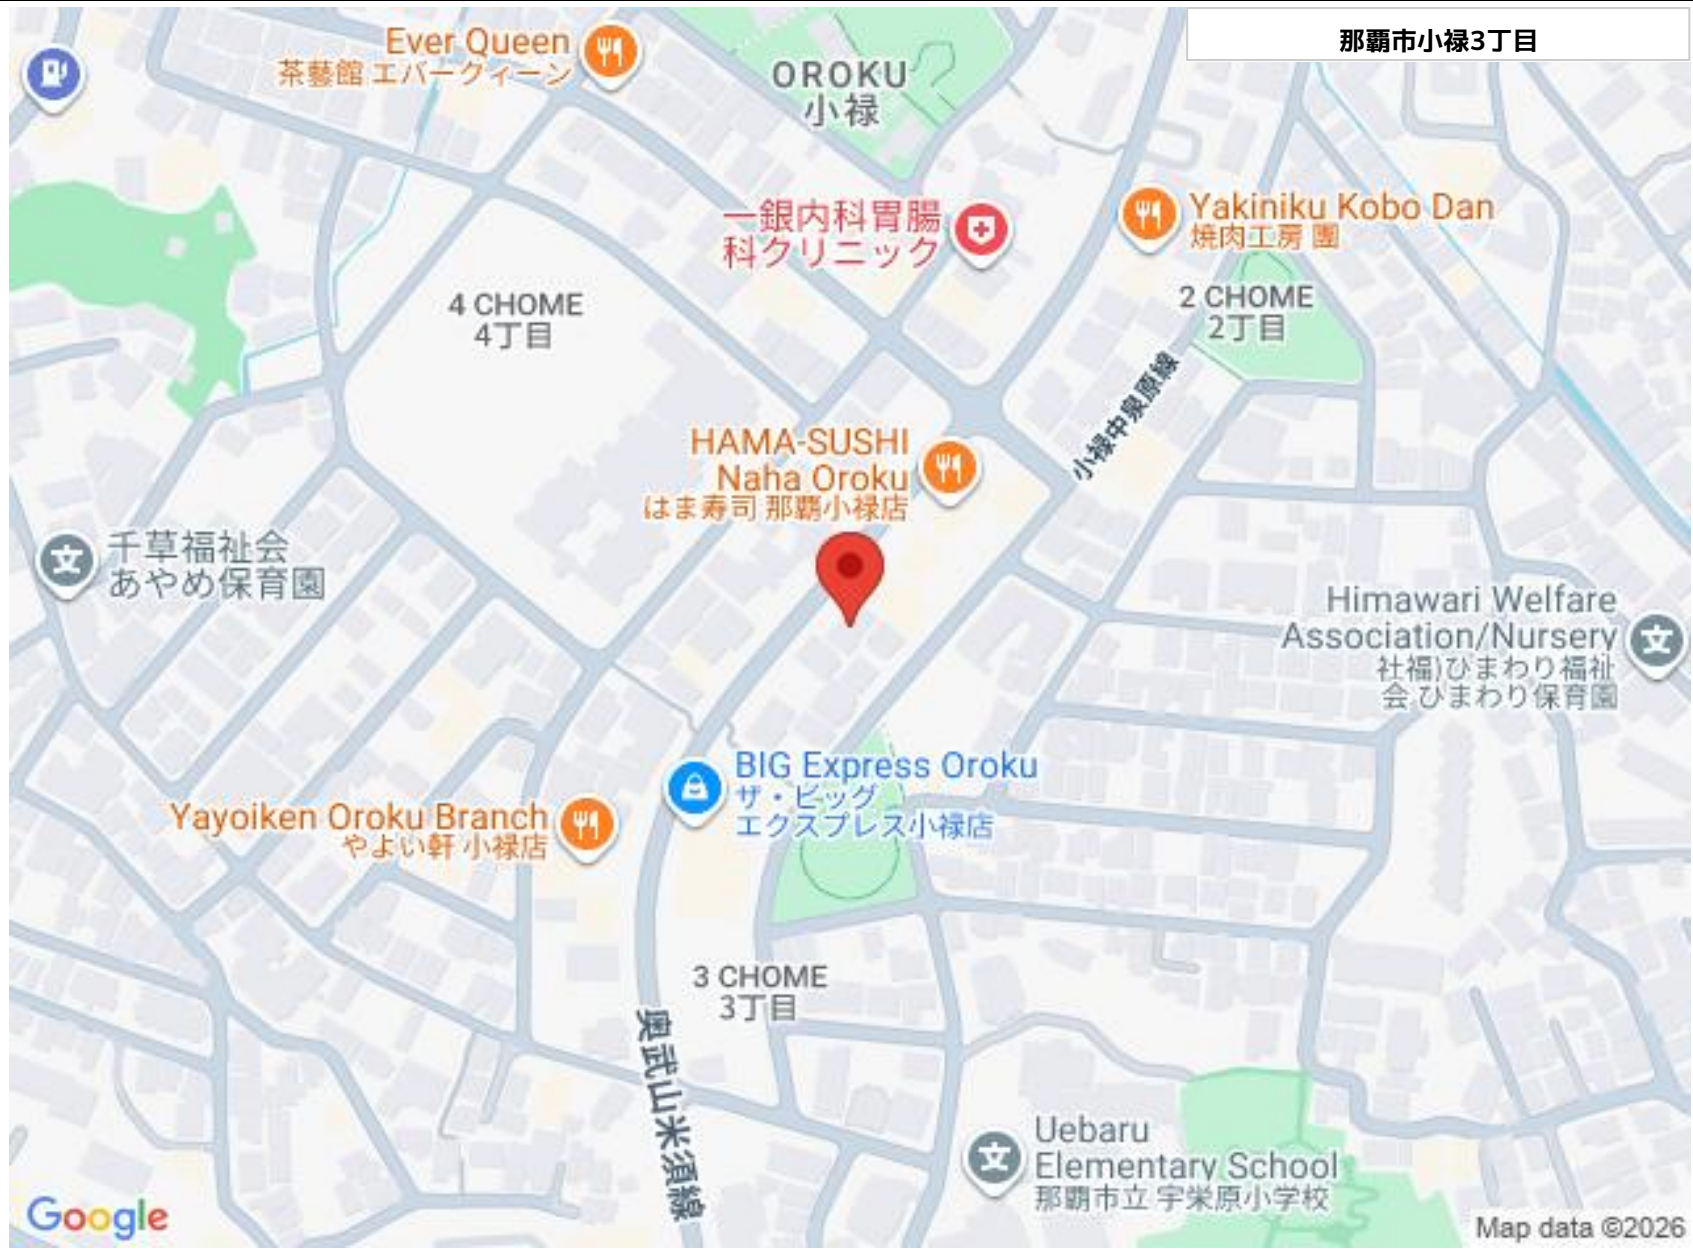 那覇市小禄3丁目
Ever Queen
茶藝館 エバークィーン
OROKU
小禄
一銀内科胃腸
科クリニック
Yakiniku Kobo Dan
焼肉工房 團
4 CHOME
4丁目
2 CHOME
2丁目
小禄中泉原線
HAMA-SUSHI
Naha Oroku
はま寿司 那覇小禄店
千草福祉会
あやめ保育園
Himawari Welfare
Association/Nursery
社福)ひまわり福祉
会 ひまわり保育園
BIG Express Oroku
ザ・ビッグ
エクスプレス小禄店
Yayoiken Oroku Branch
やよい軒 小禄店
3 CHOME
3丁目
奥武山米須線
Uebaru
Elementary School
那覇市立 宇栄原小学校
Google
Map data ©2026